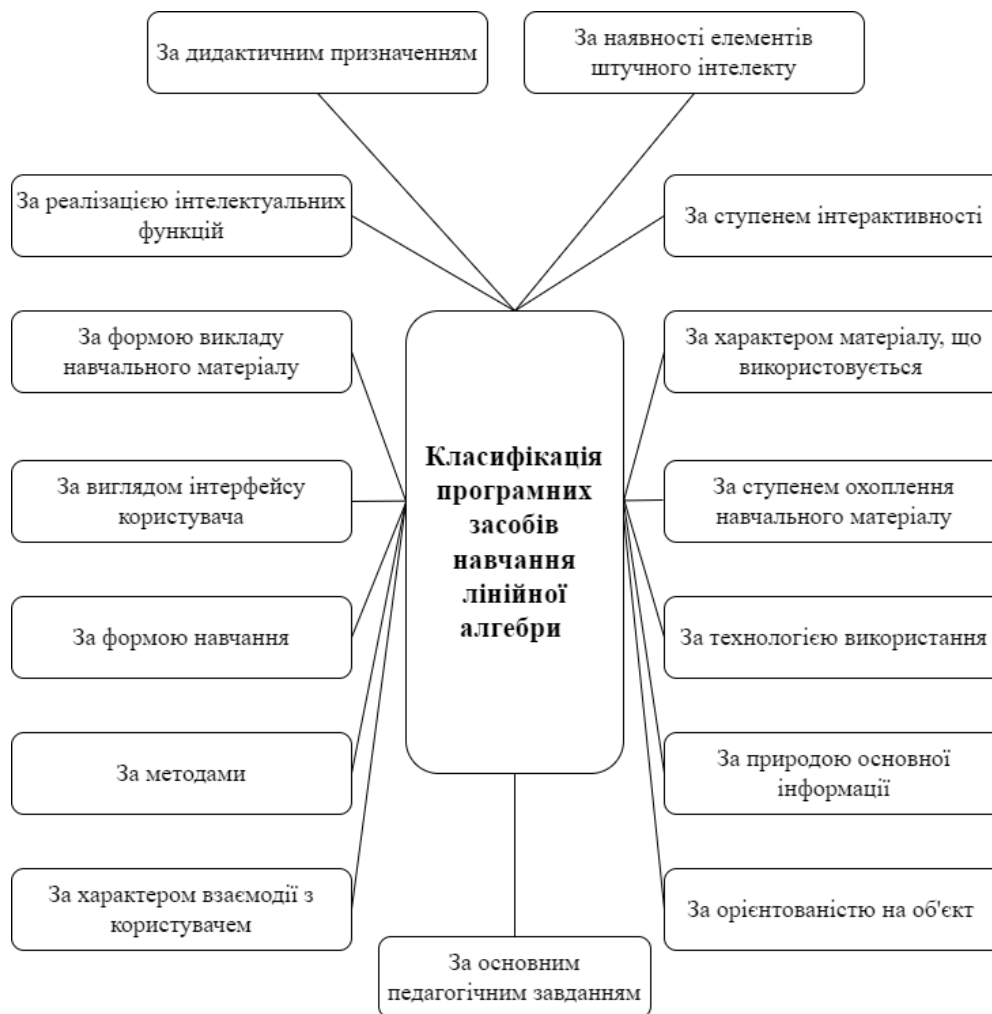 За дидактичним призначенням
За наявності елементів
штучного інтелекту
За реалізацією інтелектуальних
функцій
За ступенем інтерактивності
За формою викладу
навчального матеріалу
За характером матеріалу, що
використовується
Класифікація
програмних
засобів
навчання
лінійної
алгебри
За виглядом інтерфейсу
користувача
За ступенем охоплення
навчального матеріалу
За формою навчання
За технологією використання
За методами
За природою основної
інформації
За характером взаємодії з
користувачем
За орієнтованістю на об'єкт
За основним
педагогічним завданням